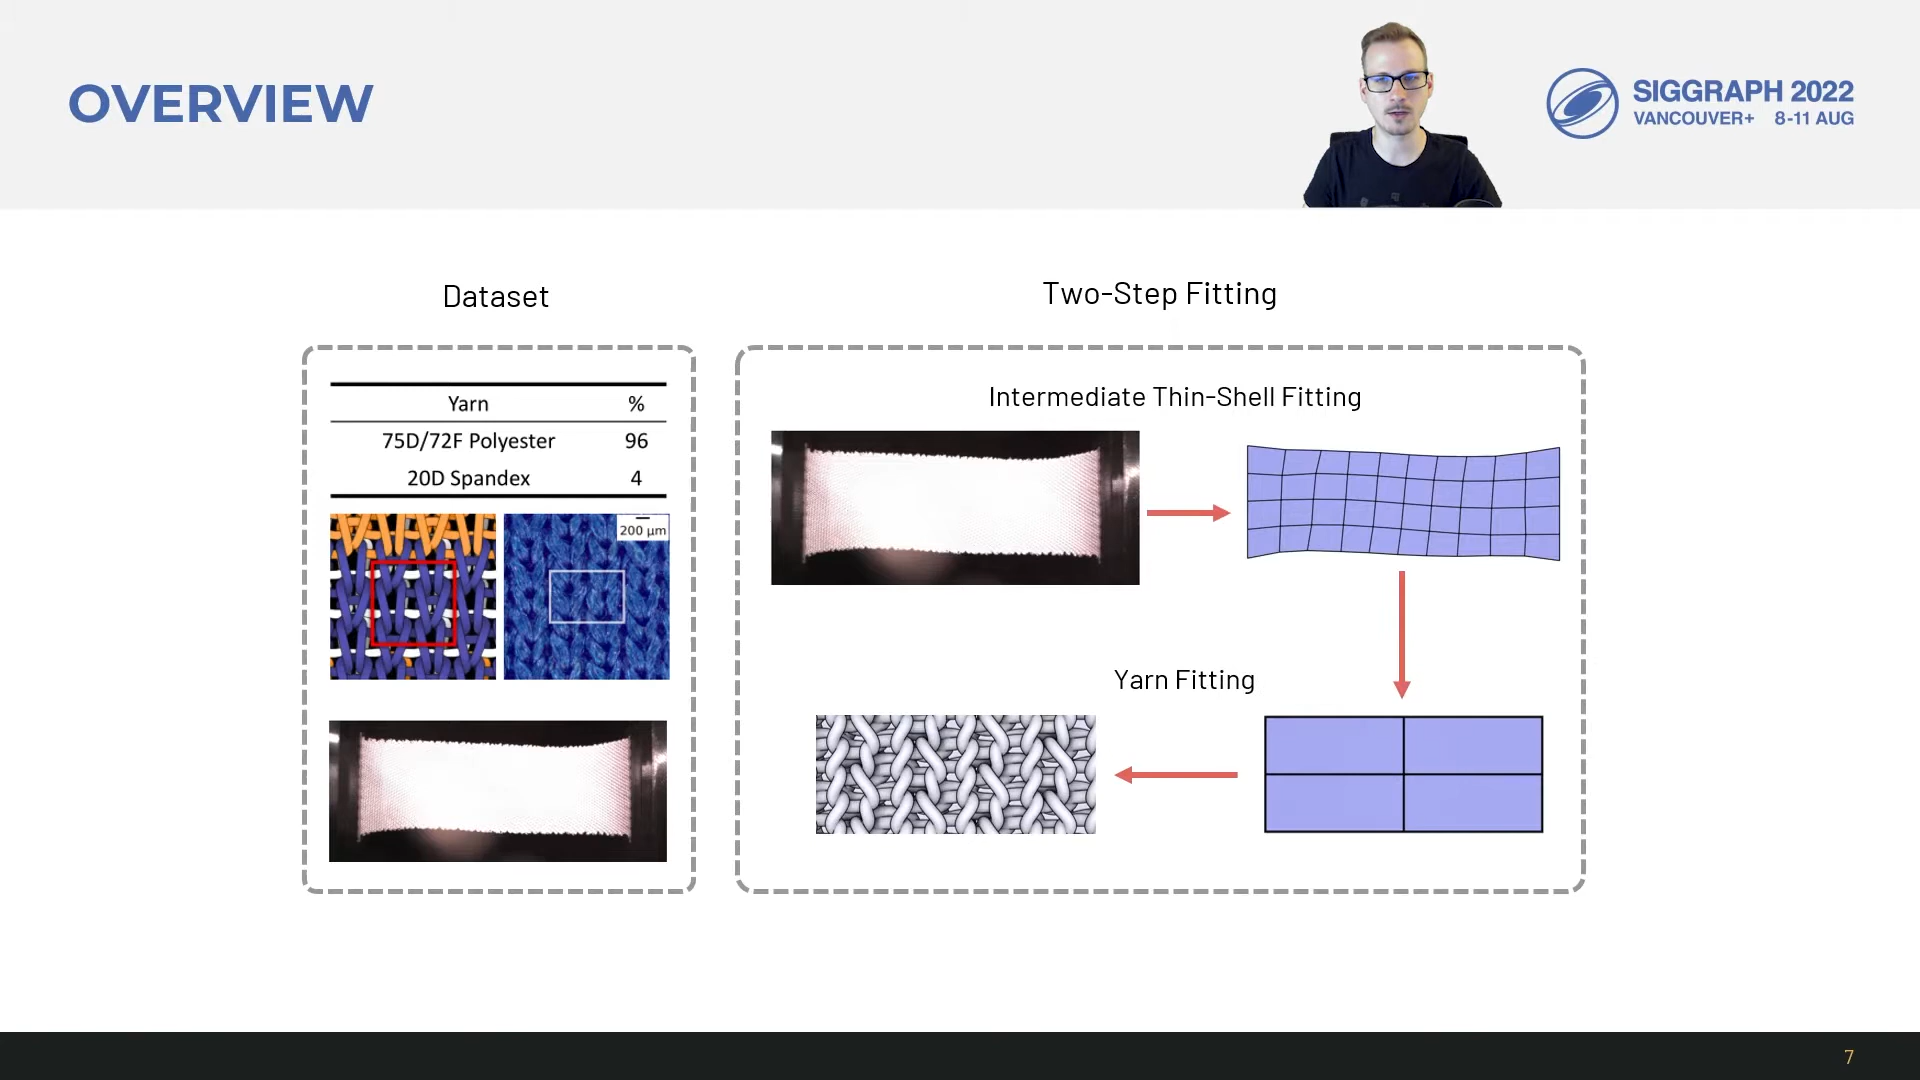 OVERVIEW
SIGGRAPH 2022
VANCOUVER+ 8-11 AUG
Dataset
Yarn %
75D/72F Polyester 96
20D Spandex 4
200 µm
Two-Step Fitting
Intermediate Thin-Shell Fitting
Yarn Fitting
7